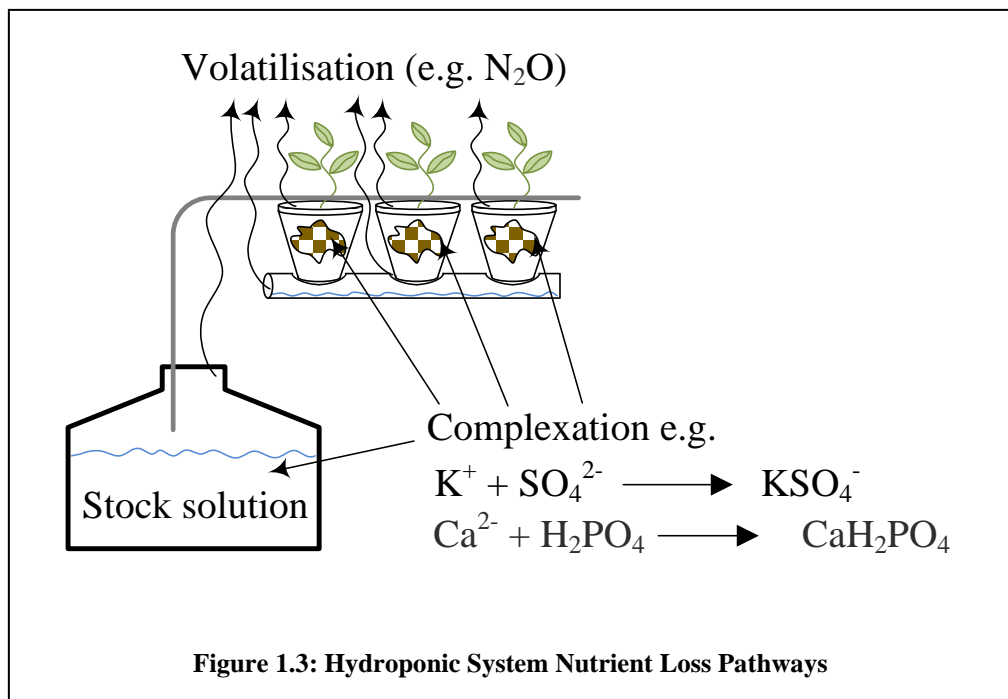 Volatilisation (e.g. N₂O)
Complexation e.g.
K⁺ + SO₄²⁻ → KSO₄⁻
Stock solution
Ca²⁻ + H₂PO₄ → CaH₂PO₄
Figure 1.3: Hydroponic System Nutrient Loss Pathways